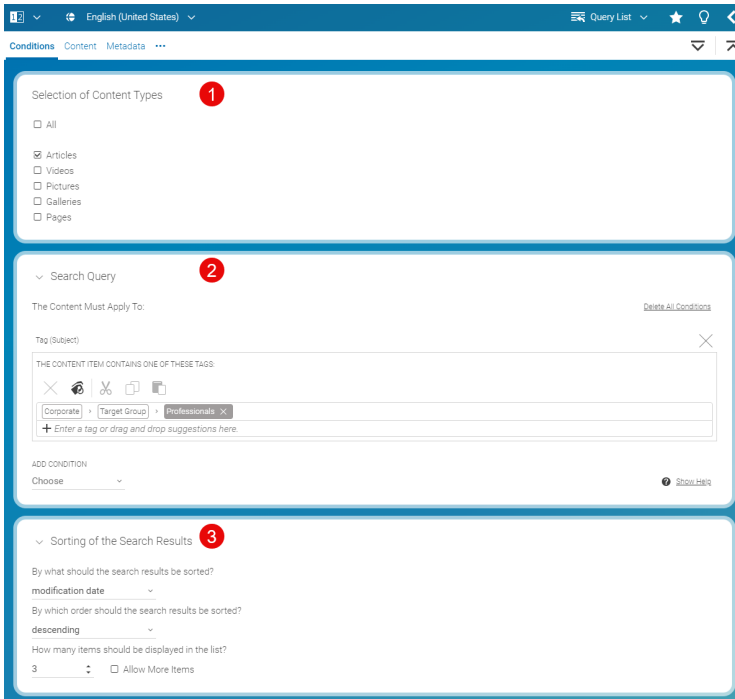 12 English (United States) Query List
Conditions Content Metadata •••
Selection of Content Types 1
All
Articles
Videos
Pictures
Galleries
Pages
Search Query 2
The Content Must Apply To: Delete All Conditions
Tag (Subject)
THE CONTENT ITEM CONTAINS ONE OF THESE TAGS:
Corporate Target Group Professionals
Enter a tag or drag and drop suggestions here.
ADD CONDITION
Choose Show Help
Sorting of the Search Results 3
By what should the search results be sorted?
modification date
By which order should the search results be sorted?
descending
How many items should be displayed in the list?
3 Allow More Items